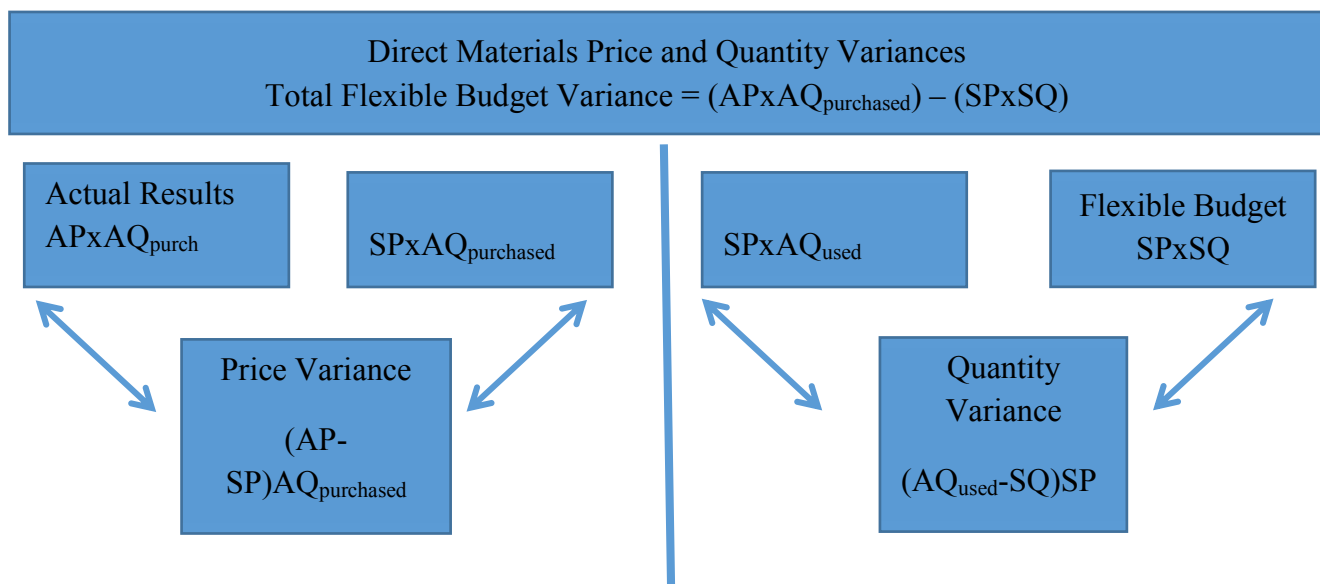 Direct Materials Price and Quantity Variances
Total Flexible Budget Variance = (APxAQpurchased) – (SPxSQ)
Actual Results
APxAQpurch
SPxAQpurchased
Price Variance
(AP-
SP)AQpurchased
SPxAQused
Flexible Budget
SPxSQ
Quantity
Variance
(AQused-SQ)SP